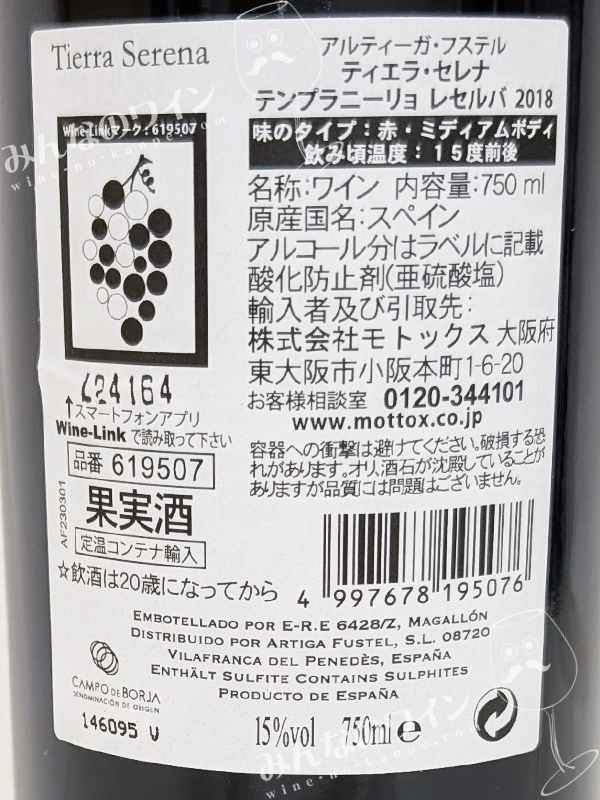 Tierra Serena
アルティーガ・フステル
ティエラ・セレナ
テンプラニーリョ レセルバ 2018
Wine-Linkマーク：619507
味のタイプ：赤・ミディアムボディ
飲み頃温度：15度前後
名称：ワイン 内容量：750 ml
原産国名：スペイン
アルコール分はラベルに記載
酸化防止剤(亜硫酸塩)
輸入者及び引取先：
株式会社モトックス 大阪府
東大阪市小阪本町1-6-20
お客様相談室 0120-344101
www.mottox.co.jp
L24164
↑スマートフォンアプリ
Wine-Link で読み取って下さい
品番 619507
容器への衝撃は避けてください。破損する恐
れがあります。オリ、酒石が沈殿していることが
ありますが品質には問題はございません。
AF230301
果実酒
定温コンテナ輸入
☆飲酒は20歳になってから
4 997678 195076
EMBOTELLADO POR E-R.E 6428/Z, MAGALLÓN
DISTRIBUIDO POR ARTIGA FUSTEL, S.L. 08720
VILAFRANCA DEL PENEDÈS, ESPAÑA
ENTHÄLT SULFITE CONTAINS SULPHITES
PRODUCTO DE ESPAÑA
CAMPO DE BORJA
DENOMINACIÓN DE ORIGEN
146095 V
15%vol 750ml e
みんなのワイン
wine-no-kanpe.com
みんなのワイン
wine-no-kanpe.com